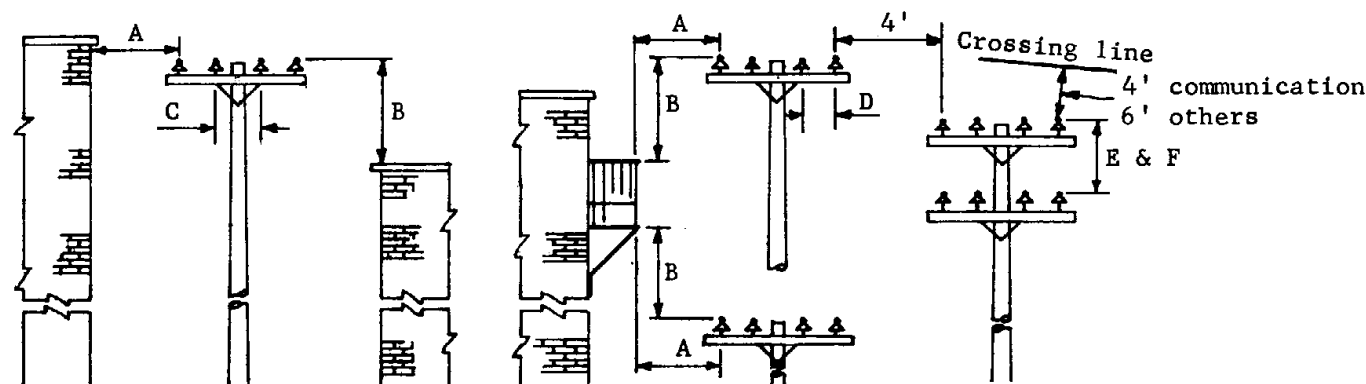 A
C
B
A
B
D
4'
Crossing line
4' communication
6' others
E & F
B
A